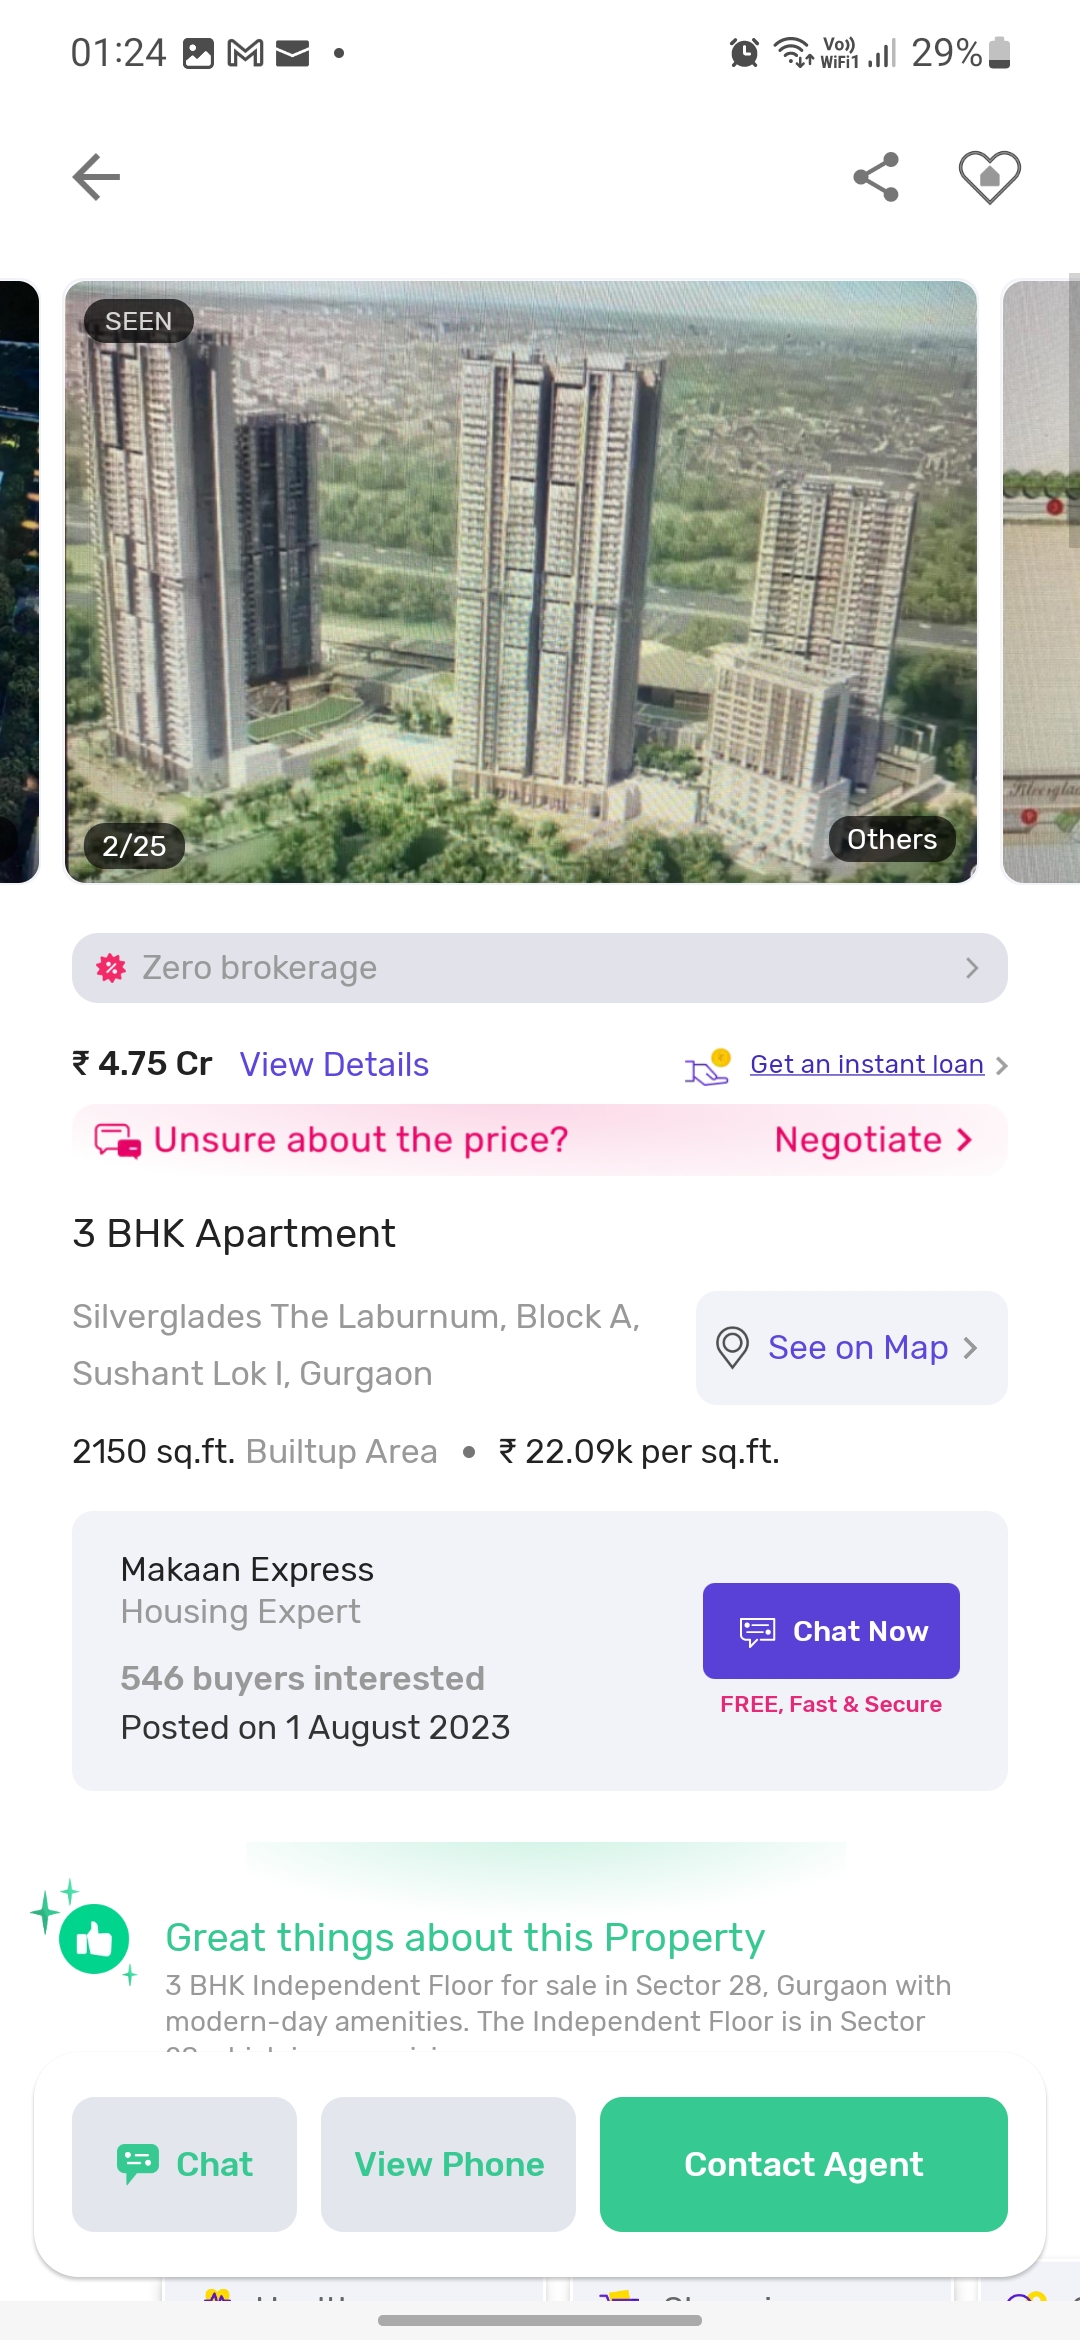 01:24
Vo))
WiFi1
29%
SEEN
2/25
Others
Zero brokerage
₹ 4.75 Cr View Details
Get an instant loan
Unsure about the price?
Negotiate
3 BHK Apartment
Silverglades The Laburnum, Block A,
Sushant Lok I, Gurgaon
See on Map
2150 sq.ft. Builtup Area • ₹ 22.09k per sq.ft.
Makaan Express
Housing Expert
546 buyers interested
Posted on 1 August 2023
Chat Now
FREE, Fast & Secure
Great things about this Property
3 BHK Independent Floor for sale in Sector 28, Gurgaon with
modern-day amenities. The Independent Floor is in Sector
Chat
View Phone
Contact Agent